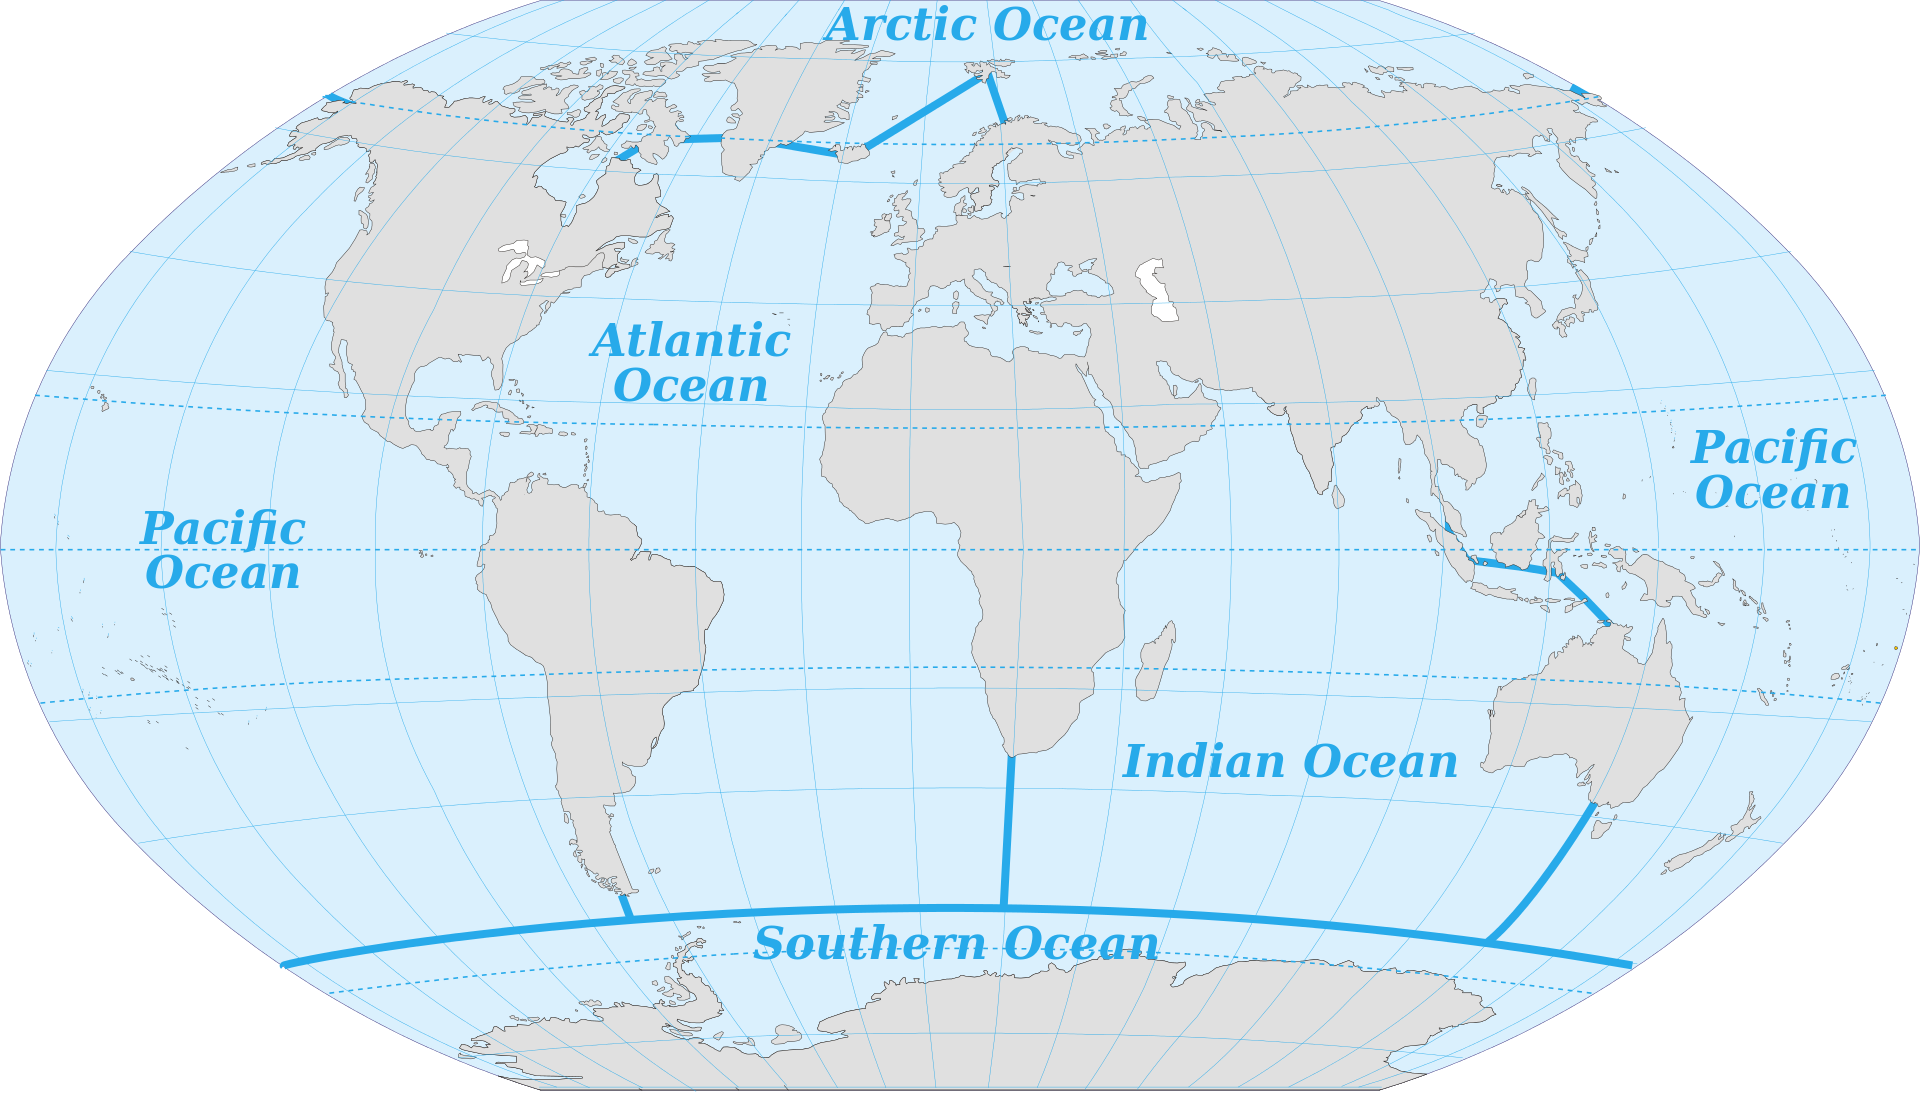 Arctic Ocean
Atlantic
Ocean
Pacific
Ocean
Pacific
Ocean
Indian Ocean
Southern Ocean